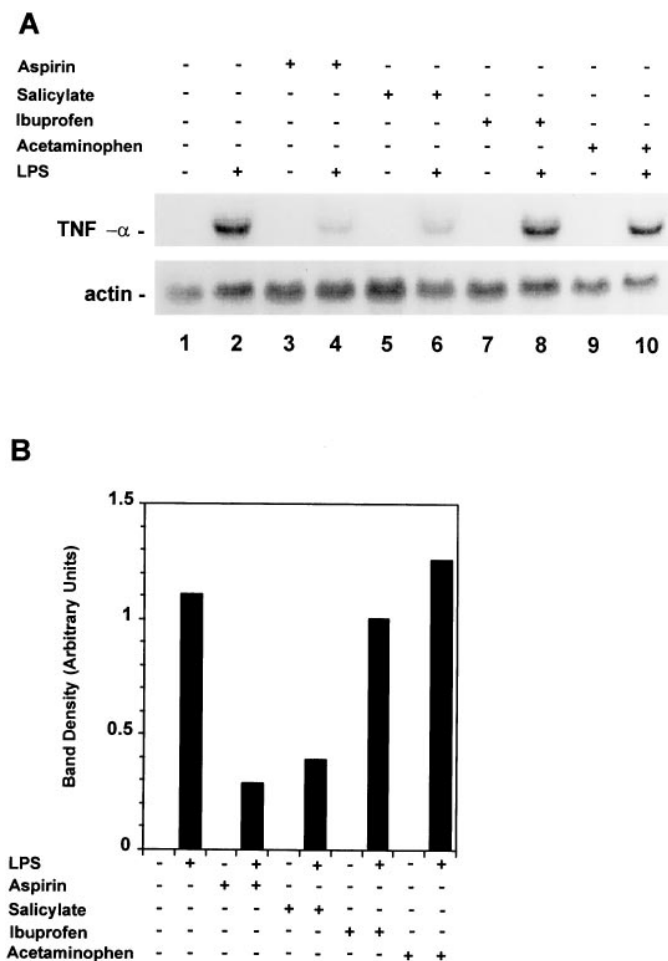 A
Aspirin - - + + - - - - - -
Salicylate - - - - + + - - - -
Ibuprofen - - - - - - + + - -
Acetaminophen - - - - - - - - + +
LPS - + - + - + - + - +
TNF -α -
actin -
1 2 3 4 5 6 7 8 9 10
B
Band Density (Arbitrary Units)
1.5
1
0.5
0
LPS - + - + - + - + - +
Aspirin - - + + - - - - - -
Salicylate - - - - + + - - - -
Ibuprofen - - - - - - + + - -
Acetaminophen - - - - - - - - + +